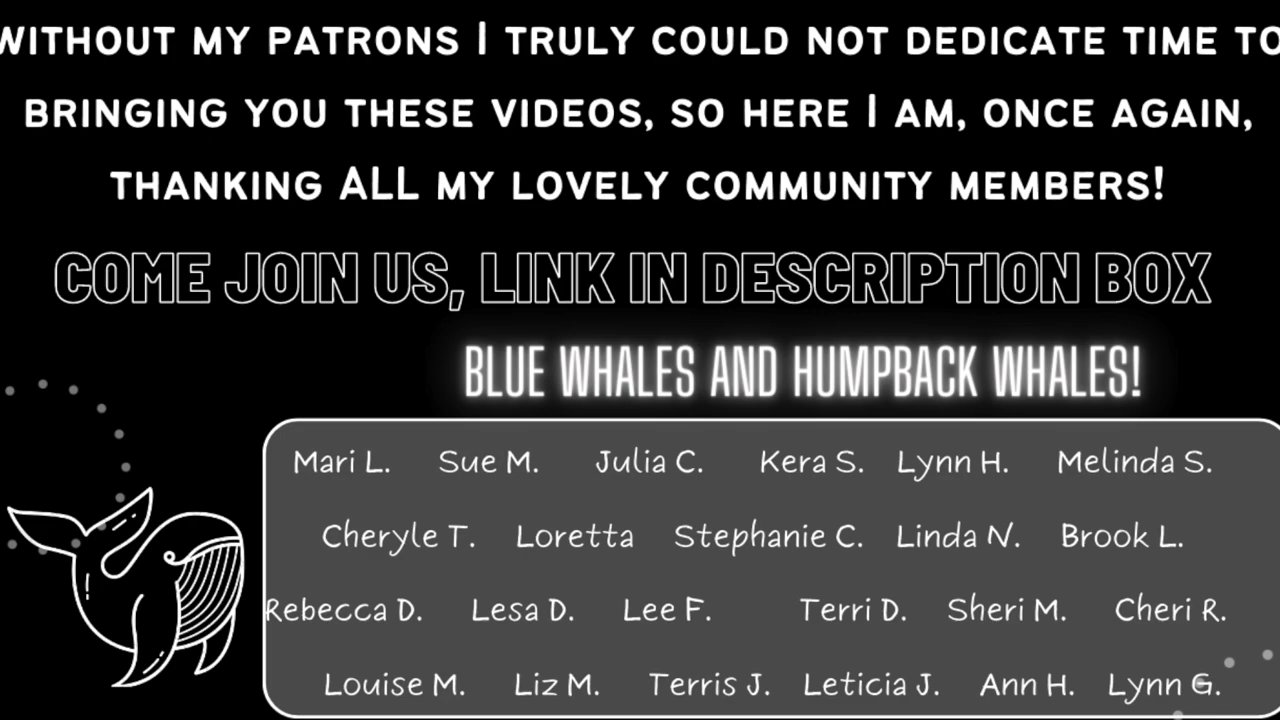 WITHOUT MY PATRONS I TRULY COULD NOT DEDICATE TIME TO
BRINGING YOU THESE VIDEOS, SO HERE I AM, ONCE AGAIN,
THANKING ALL MY LOVELY COMMUNITY MEMBERS!
COME JOIN US, LINK IN DESCRIPTION BOX
BLUE WHALES AND HUMPBACK WHALES!
Mari L. Sue M. Julia C. Kera S. Lynn H. Melinda S.
Cheryle T. Loretta Stephanie C. Linda N. Brook L.
Rebecca D. Lesa D. Lee F. Terri D. Sheri M. Cheri R.
Louise M. Liz M. Terris J. Leticia J. Ann H. Lynn G.